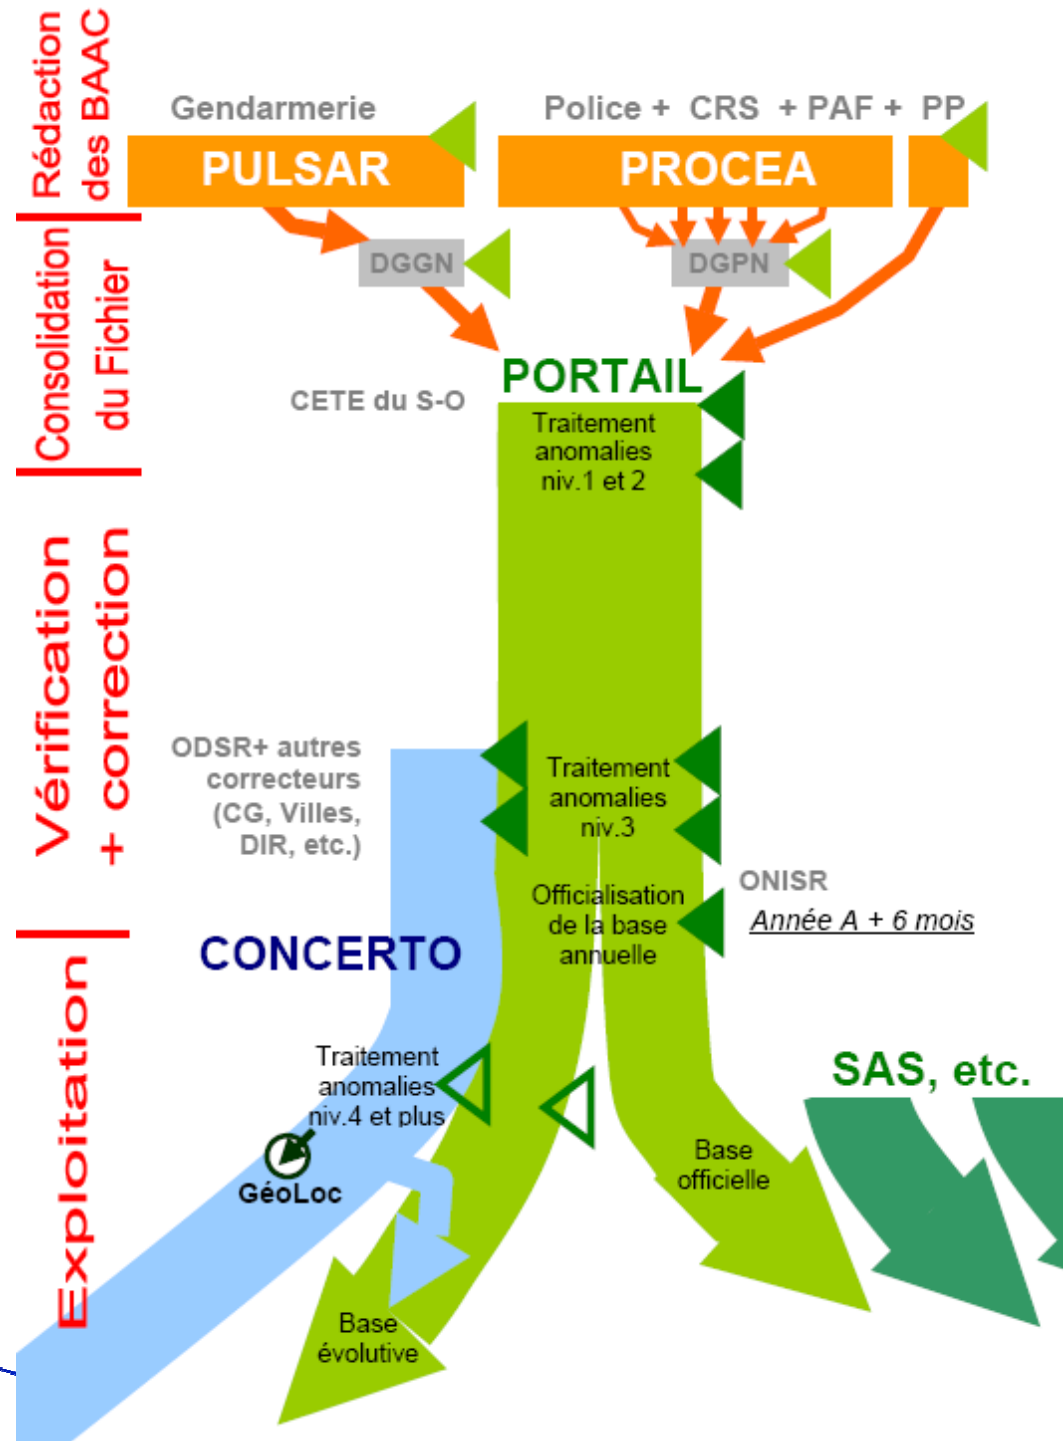 Rédaction
des BAAC
Gendarmerie
Police + CRS + PAF + PP
PULSAR
PROCEA
Consolidation
du Fichier
DGGN
DGPN
PORTAIL
CETE du S-O
Traitement
anomalies
niv.1 et 2
Vérification
+ correction
ODSR+ autres
correcteurs
(CG, Villes,
DIR, etc.)
Traitement
anomalies
niv.3
ONISR
Année A + 6 mois
Officialisation
de la base
annuelle
CONCERTO
Exploitation
Traitement
anomalies
niv.4 et plus
GéoLoc
SAS, etc.
Base
officielle
Base
évolutive